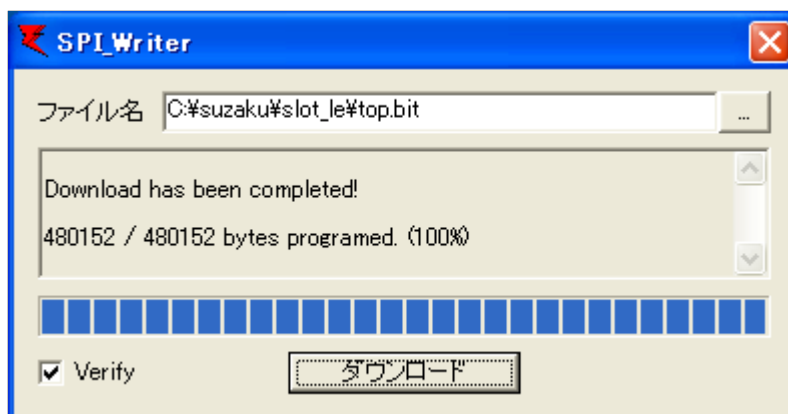 SPI_Writer
ファイル名 C:¥suzaku¥slot_le¥top.bit ...
Download has been completed!
480152 / 480152 bytes programed. (100%)
Verify ダウンロード